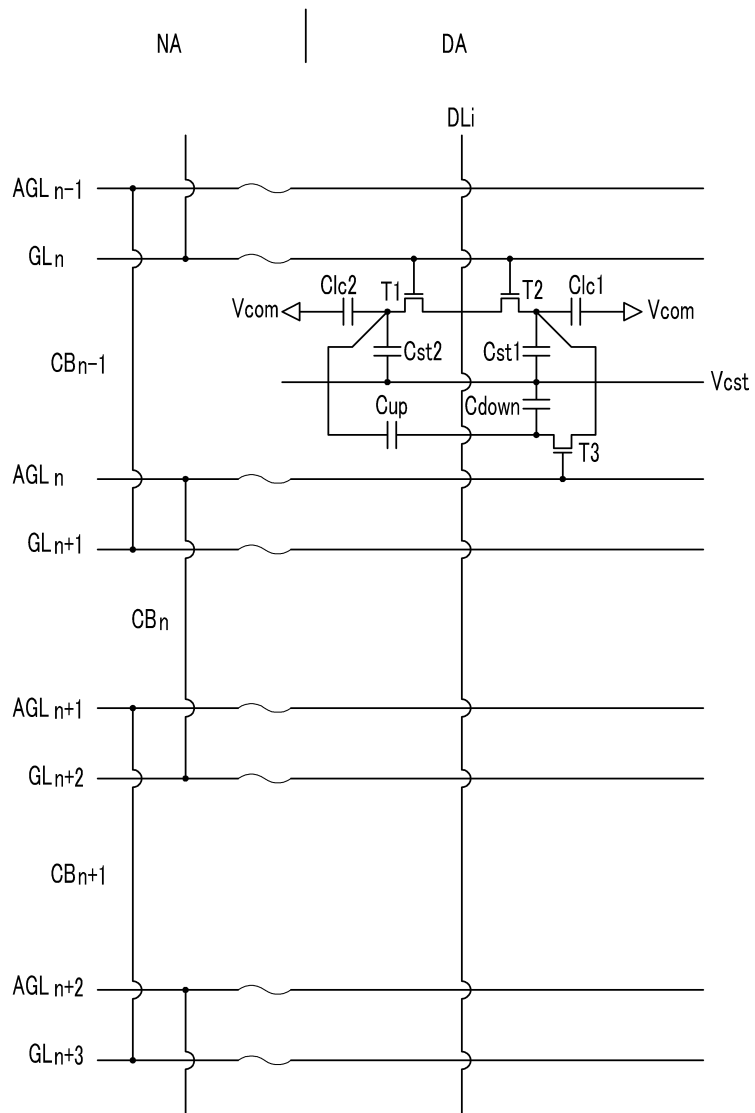 NA DA
DLi
AGL n-1
GLn
Clc2 T1 T2 Clc1
Vcom Vcom
Cst2 Cst1
CBn-1
Vcst
Cup Cdown
T3
AGL n
GLn+1
CBn
AGL n+1
GLn+2
CBn+1
AGL n+2
GLn+3